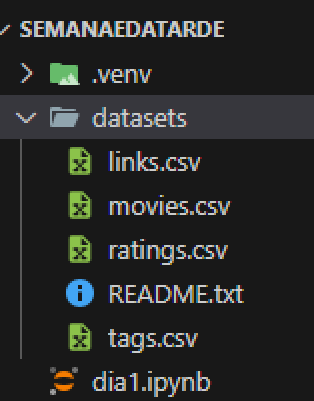 SEMANAEDATARDE
.venv
datasets
links.csv
movies.csv
ratings.csv
README.txt
tags.csv
dia1.ipynb